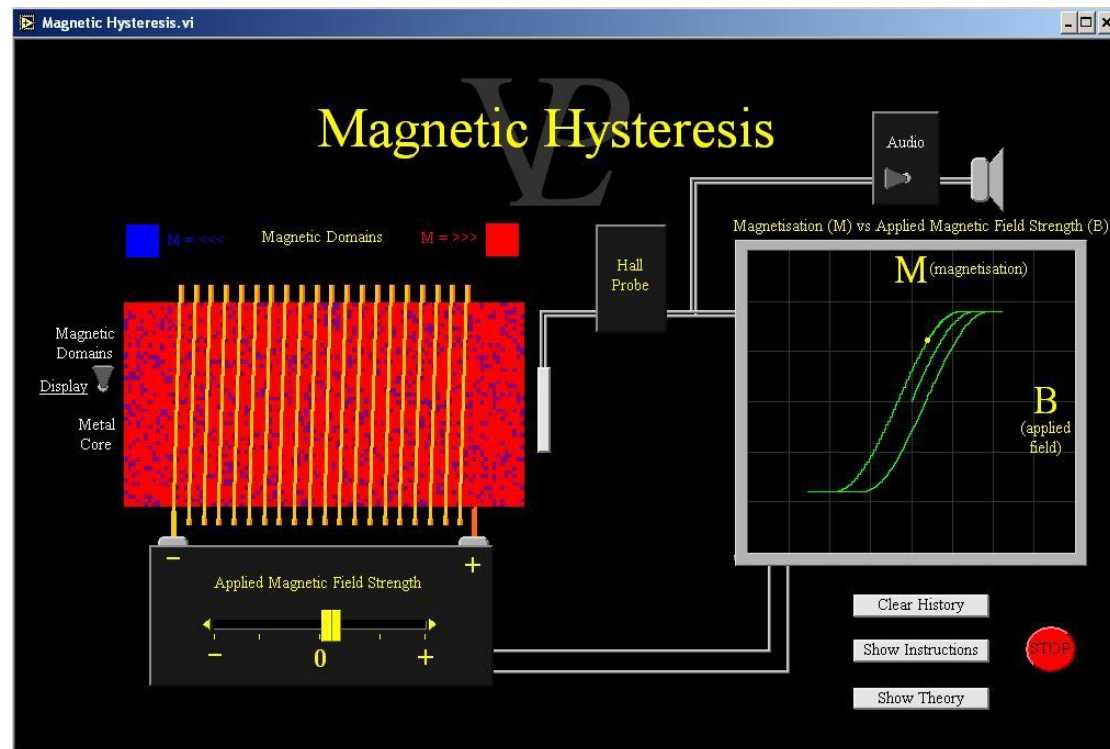 Magnetic Hysteresis.vi
VPL
Magnetic Hysteresis
Audio
M = <<<
Magnetic Domains
M = >>>
Hall
Probe
Magnetisation (M) vs Applied Magnetic Field Strength (B)
M (magnetisation)
B
(applied
field)
Magnetic
Domains
Display
Metal
Core
−
+
Applied Magnetic Field Strength
−
0
+
Clear History
Show Instructions
STOP
Show Theory